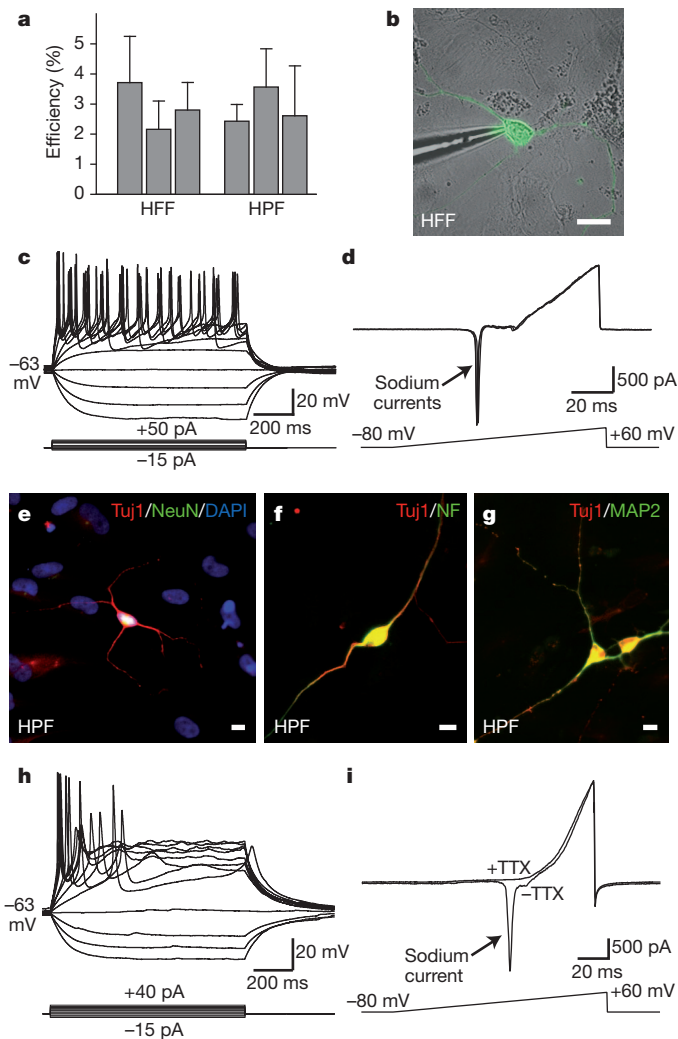 a
Efficiency (%)
5
4
3
2
1
0
HFF
HPF
b
HFF
c
–63
mV
20 mV
200 ms
+50 pA
–15 pA
d
Sodium
currents
500 pA
20 ms
–80 mV
+60 mV
e
Tuj1/NeuN/DAPI
HPF
f
Tuj1/NF
HPF
g
Tuj1/MAP2
HPF
h
–63
mV
20 mV
200 ms
+40 pA
–15 pA
i
+TTX
–TTX
Sodium
current
500 pA
20 ms
–80 mV
+60 mV